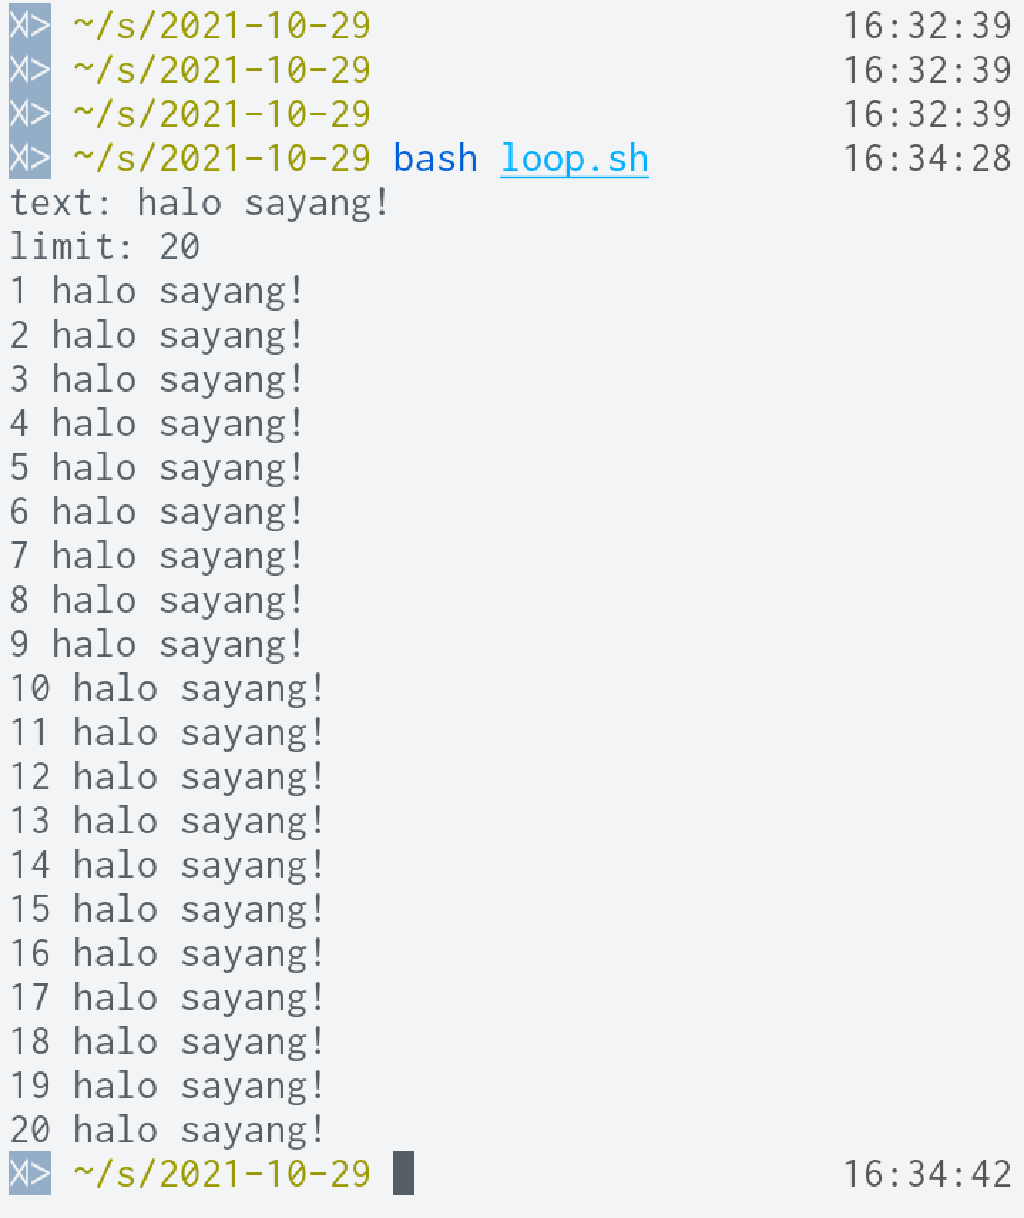 X> ~/s/2021-10-29 16:32:39
X> ~/s/2021-10-29 16:32:39
X> ~/s/2021-10-29 16:32:39
X> ~/s/2021-10-29 bash loop.sh 16:34:28
text: halo sayang!
limit: 20
1 halo sayang!
2 halo sayang!
3 halo sayang!
4 halo sayang!
5 halo sayang!
6 halo sayang!
7 halo sayang!
8 halo sayang!
9 halo sayang!
10 halo sayang!
11 halo sayang!
12 halo sayang!
13 halo sayang!
14 halo sayang!
15 halo sayang!
16 halo sayang!
17 halo sayang!
18 halo sayang!
19 halo sayang!
20 halo sayang!
X> ~/s/2021-10-29 16:34:42